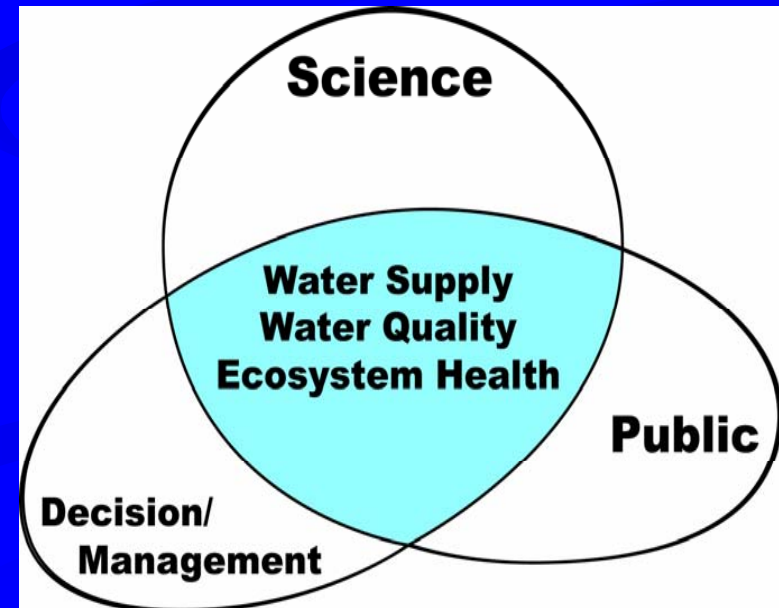 Science
Water Supply
Water Quality
Ecosystem Health
Public
Decision/
Management